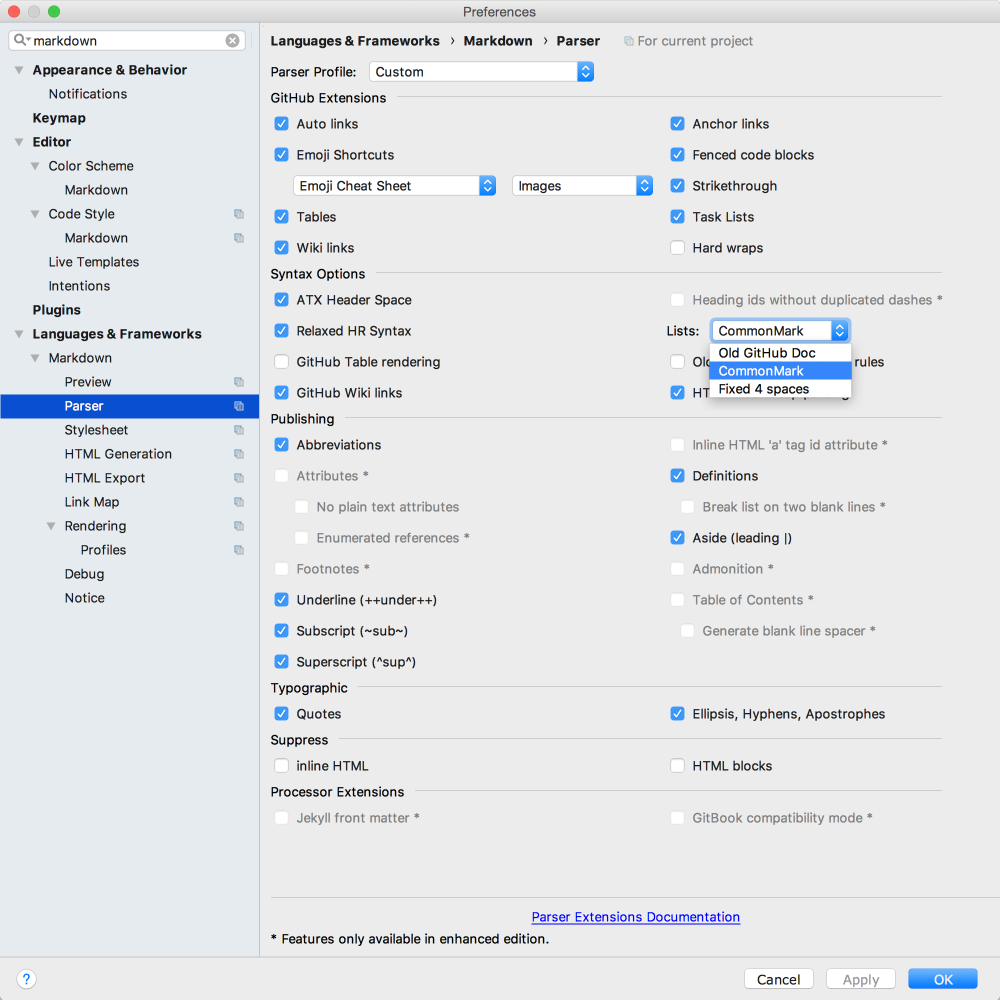 Preferences
markdown
Appearance & Behavior
Notifications
Keymap
Editor
Color Scheme
Markdown
Code Style
Markdown
Live Templates
Intentions
Plugins
Languages & Frameworks
Markdown
Preview
Parser
Stylesheet
HTML Generation
HTML Export
Link Map
Rendering
Profiles
Debug
Notice
?
Languages & Frameworks › Markdown › Parser For current project
Parser Profile: Custom
GitHub Extensions
Auto links
Anchor links
Emoji Shortcuts
Fenced code blocks
Emoji Cheat Sheet Images
Strikethrough
Tables
Task Lists
Wiki links
Hard wraps
Syntax Options
ATX Header Space
Heading ids without duplicated dashes *
Relaxed HR Syntax
Lists: CommonMark
Old GitHub Doc
CommonMark
Fixed 4 spaces
GitHub Table rendering
rules
GitHub Wiki links
Publishing
Abbreviations
Inline HTML 'a' tag id attribute *
Attributes *
Definitions
No plain text attributes
Break list on two blank lines *
Enumerated references *
Aside (leading |)
Footnotes *
Admonition *
Underline (++under++)
Table of Contents *
Subscript (~sub~)
Generate blank line spacer *
Superscript (^sup^)
Typographic
Quotes
Ellipsis, Hyphens, Apostrophes
Suppress
inline HTML
HTML blocks
Processor Extensions
Jekyll front matter *
GitBook compatibility mode *
Parser Extensions Documentation
* Features only available in enhanced edition.
Cancel Apply OK